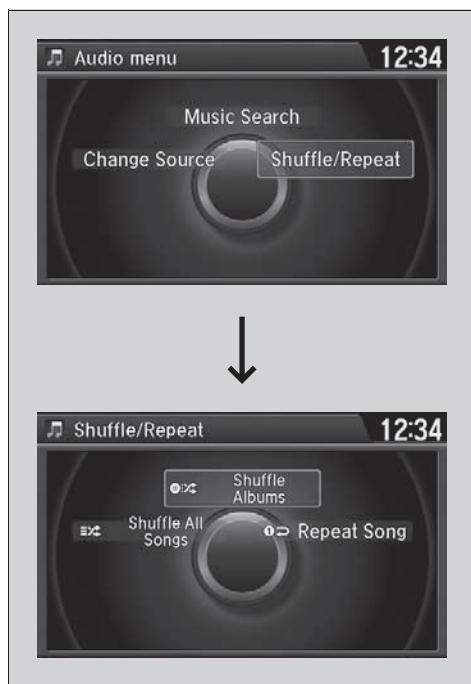 Audio menu 12:34
Music Search
Change Source Shuffle/Repeat
Shuffle/Repeat 12:34
Shuffle
Albums
Shuffle All
Songs
1 Repeat Song